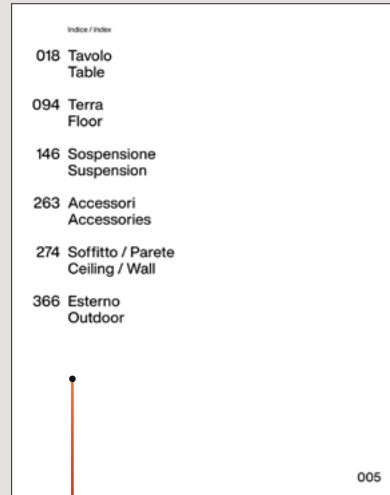 Indice / Index
018 Tavolo
Table
094 Terra
Floor
146 Sospensione
Suspension
263 Accessori
Accessories
274 Soffitto / Parete
Ceiling / Wall
366 Esterno
Outdoor
005